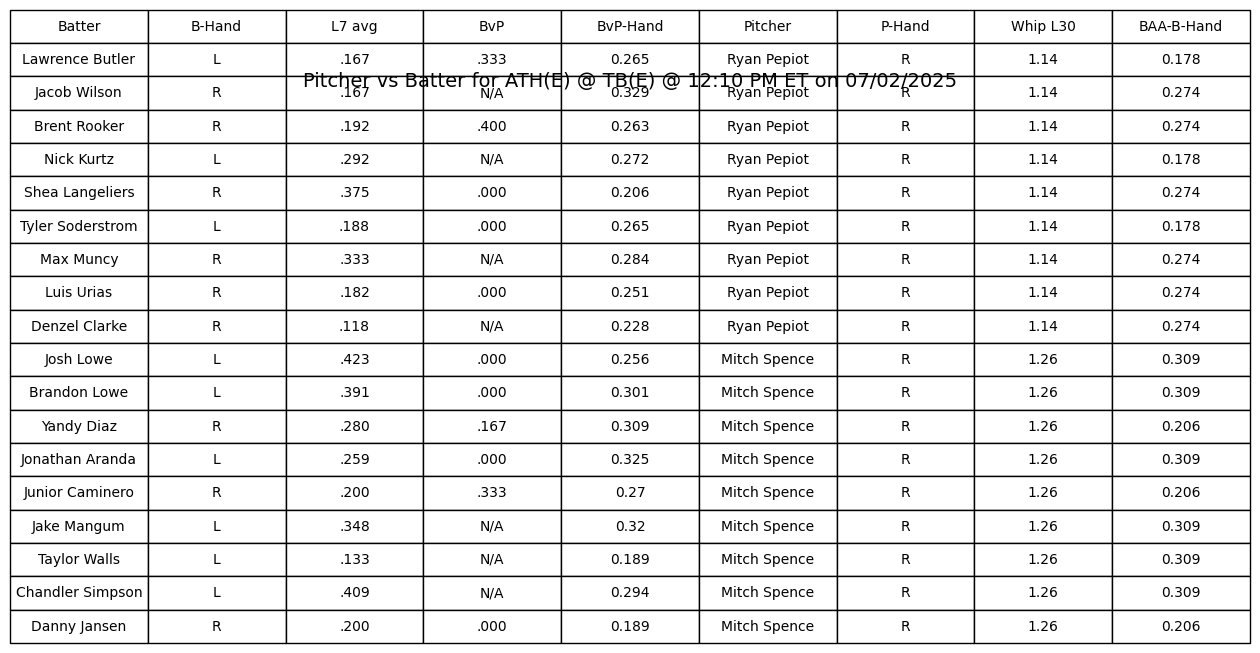 Batter B-Hand L7 avg BvP BvP-Hand Pitcher P-Hand Whip L30 BAA-B-Hand
Lawrence Butler L .167 .333 0.265 Ryan Pepiot R 1.14 0.178
Pitcher vs Batter for ATH(E) @ TB(E) @ 12:10 PM ET on 07/02/2025
Jacob Wilson R .167 N/A 0.329 Ryan Pepiot R 1.14 0.274
Brent Rooker R .192 .400 0.263 Ryan Pepiot R 1.14 0.274
Nick Kurtz L .292 N/A 0.272 Ryan Pepiot R 1.14 0.178
Shea Langeliers R .375 .000 0.206 Ryan Pepiot R 1.14 0.274
Tyler Soderstrom L .188 .000 0.265 Ryan Pepiot R 1.14 0.178
Max Muncy R .333 N/A 0.284 Ryan Pepiot R 1.14 0.274
Luis Urias R .182 .000 0.251 Ryan Pepiot R 1.14 0.274
Denzel Clarke R .118 N/A 0.228 Ryan Pepiot R 1.14 0.274
Josh Lowe L .423 .000 0.256 Mitch Spence R 1.26 0.309
Brandon Lowe L .391 .000 0.301 Mitch Spence R 1.26 0.309
Yandy Diaz R .280 .167 0.309 Mitch Spence R 1.26 0.206
Jonathan Aranda L .259 .000 0.325 Mitch Spence R 1.26 0.309
Junior Caminero R .200 .333 0.27 Mitch Spence R 1.26 0.206
Jake Mangum L .348 N/A 0.32 Mitch Spence R 1.26 0.309
Taylor Walls L .133 N/A 0.189 Mitch Spence R 1.26 0.309
Chandler Simpson L .409 N/A 0.294 Mitch Spence R 1.26 0.309
Danny Jansen R .200 .000 0.189 Mitch Spence R 1.26 0.206